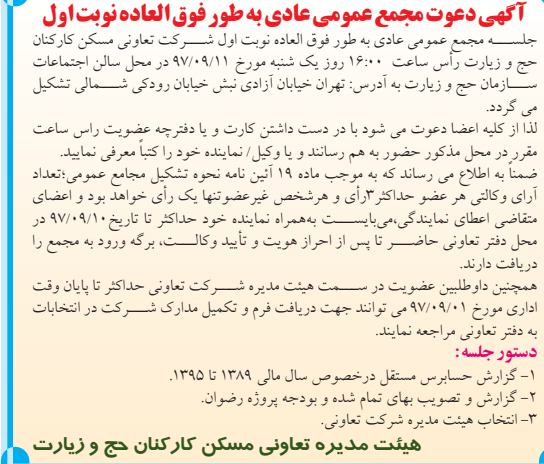 آگهی دعوت مجمع عمومی عادی به طور فوق العاده نوبت اول
جلسه مجمع عمومی عادی به طور فوق العاده نوبت اول شرکت تعاونی مسکن کارکنان
حج و زیارت رأس ساعت ۱۶:۰۰ روز یک شنبه مورخ ۹۷/۰۹/۱۱ در محل سالن اجتماعات
سازمان حج و زیارت به آدرس: تهران خیابان آزادی نبش خیابان رودکی شمالی تشکیل
می گردد.
لذا از کلیه اعضا دعوت می شود با در دست داشتن کارت و یا دفترچه عضویت راس ساعت
مقرر در محل مذکور حضور به هم رسانند و یا وکیل/ نماینده خود را کتباً معرفی نمایید.
ضمناً به اطلاع می رساند که به موجب ماده ۱۹ آئین نامه نحوه تشکیل مجامع عمومی؛تعداد
آرای وکالتی هر عضو حداکثر۳رأی و هرشخص غیرعضوتنها یک رأی خواهد بود و اعضای
متقاضی اعطای نمایندگی،می‌بایست به‌همراه نماینده خود حداکثر تا تاریخ۹۷/۰۹/۱۰ در
محل دفتر تعاونی حاضر تا پس از احراز هویت و تأیید وکالت، برگه ورود به مجمع را
دریافت دارند.
همچنین داوطلبین عضویت در سمت هیئت مدیره شرکت تعاونی حداکثر تا پایان وقت
اداری مورخ ۹۷/۰۹/۰۱ می توانند جهت دریافت فرم و تکمیل مدارک شرکت در انتخابات
به دفتر تعاونی مراجعه نمایند.
دستور جلسه:
۱- گزارش حسابرس مستقل درخصوص سال مالی ۱۳۸۹ تا ۱۳۹۵.
۲- گزارش و تصویب بهای تمام شده و بودجه پروژه رضوان.
۳- انتخاب هیئت مدیره شرکت تعاونی.
هیئت مدیره تعاونی مسکن کارکنان حج و زیارت